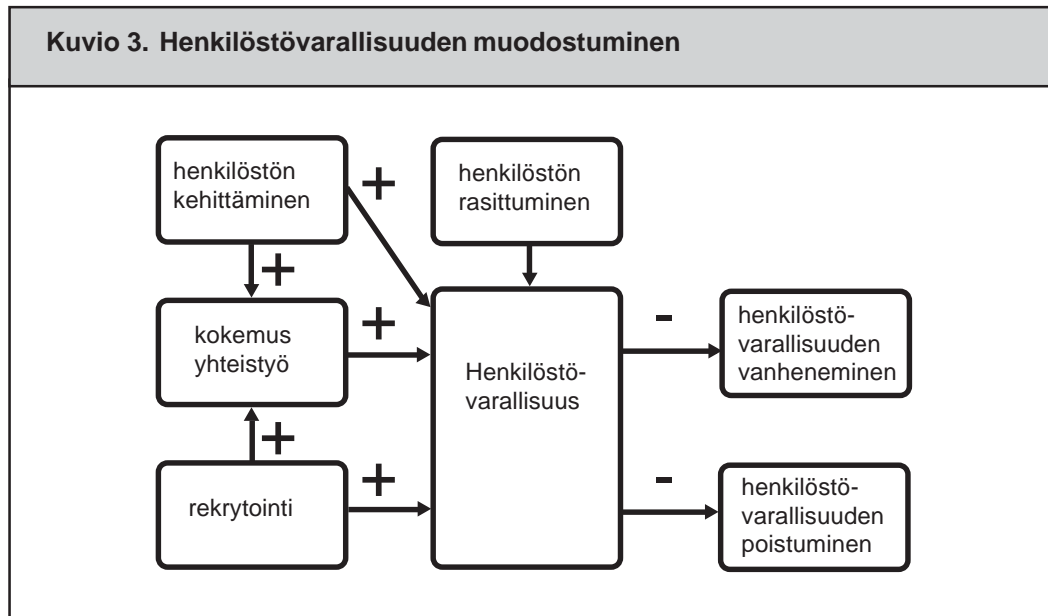 Kuvio 3. Henkilöstövarallisuuden muodostuminen
henkilöstön
kehittäminen
+
henkilöstön
rasittuminen
+
kokemus
yhteistyö
+
Henkilöstö-
varallisuus
-
henkilöstö-
varallisuuden
vanheneminen
+
rekrytointi
+
-
henkilöstö-
varallisuuden
poistuminen